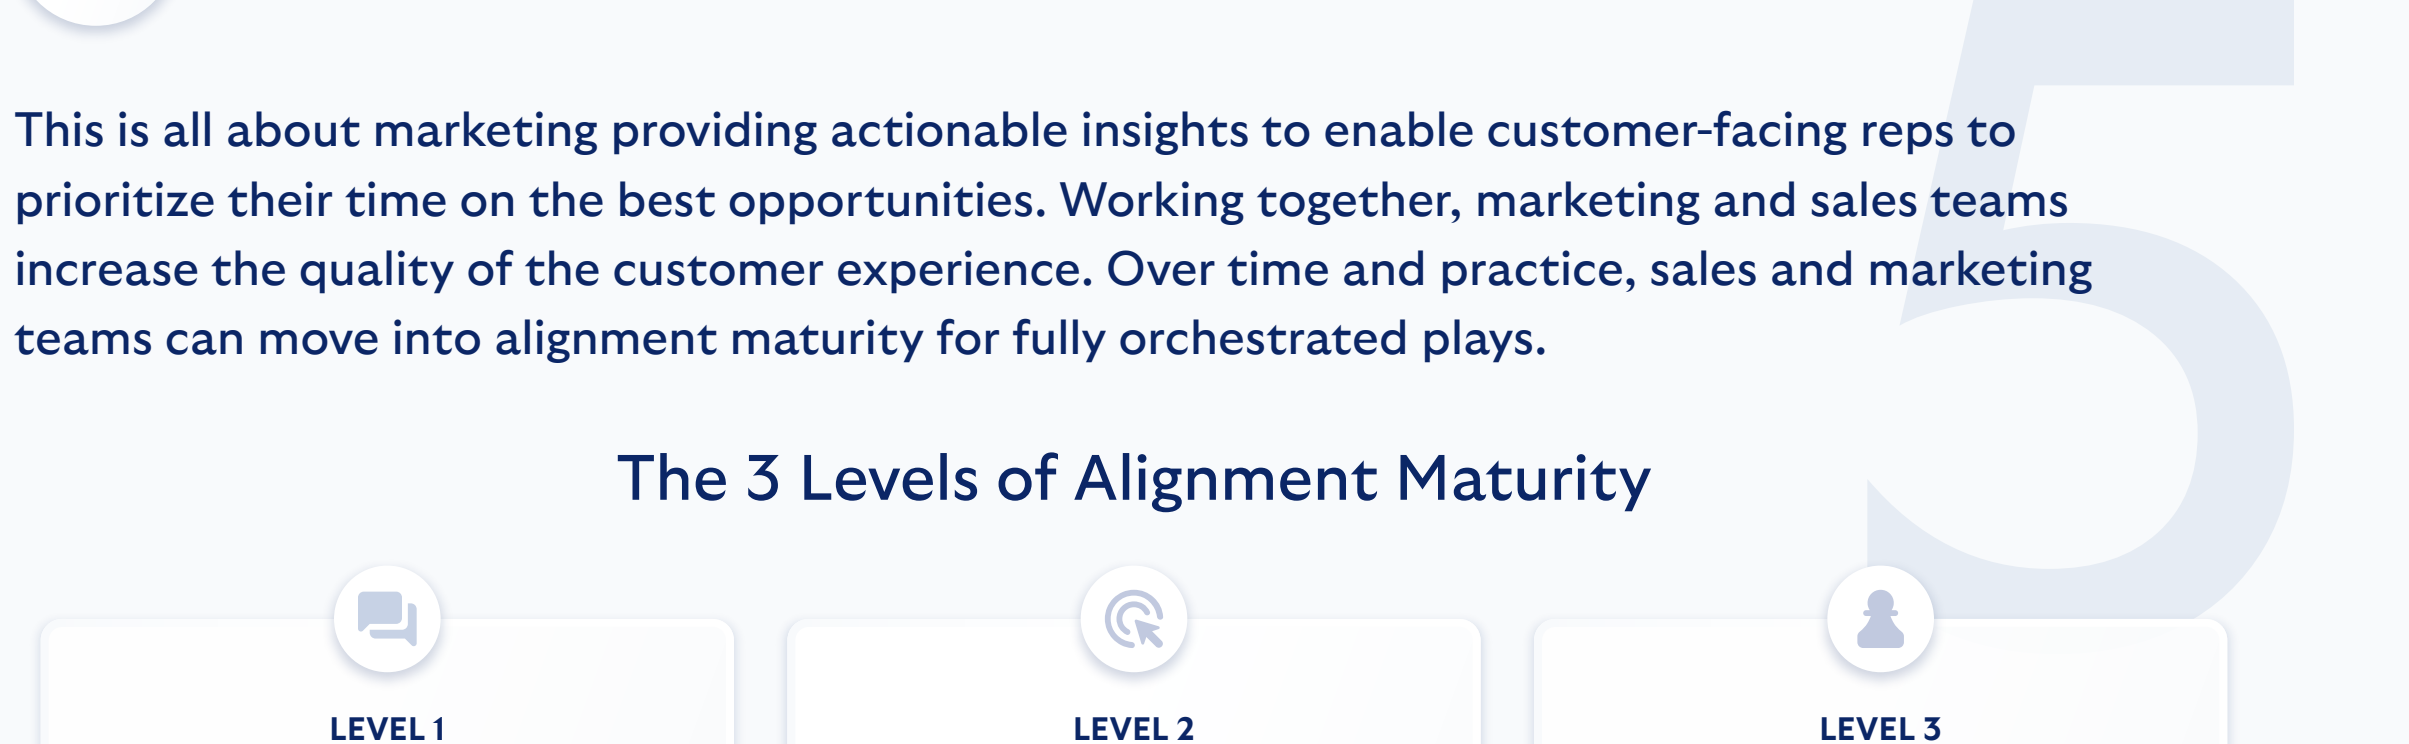 5
This is all about marketing providing actionable insights to enable customer-facing reps to
prioritize their time on the best opportunities. Working together, marketing and sales teams
increase the quality of the customer experience. Over time and practice, sales and marketing
teams can move into alignment maturity for fully orchestrated plays.
The 3 Levels of Alignment Maturity
LEVEL 1
LEVEL 2
LEVEL 3